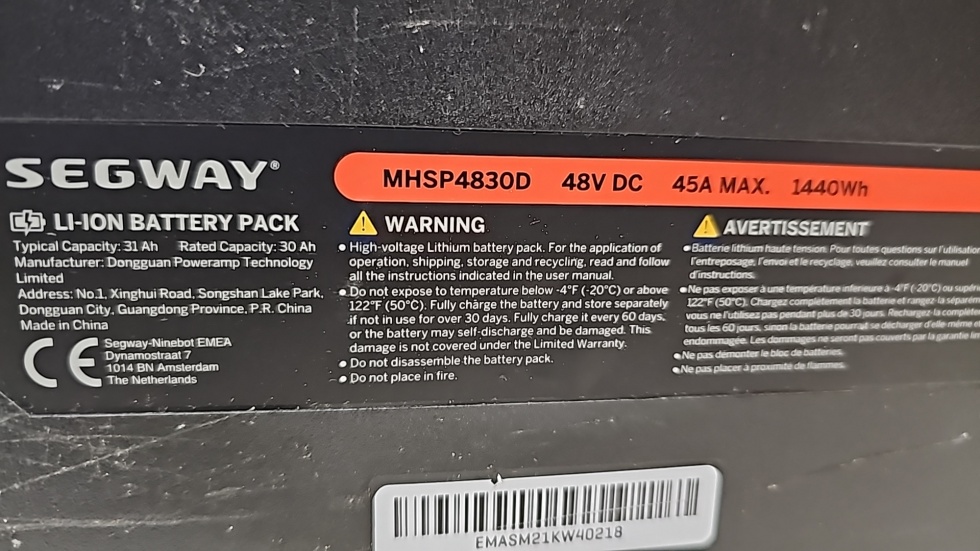 SEGWAY®
MHSP4830D 48V DC 45A MAX. 1440Wh
LI-ION BATTERY PACK
Typical Capacity: 31 Ah Rated Capacity: 30 Ah
Manufacturer: Dongguan Poweramp Technology
Limited
Address: No.1, Xinghui Road, Songshan Lake Park,
Dongguan City, Guangdong Province, P.R. China
Made in China
CE
Segway-Ninebot EMEA
Dynamostraat 7
1014 BN Amsterdam
The Netherlands
WARNING
• High-voltage Lithium battery pack. For the application of
operation, shipping, storage and recycling, read and follow
all the instructions indicated in the user manual.
• Do not expose to temperature below -4°F (-20°C) or above
122°F (50°C). Fully charge the battery and store separately
if not in use for over 30 days. Fully charge it every 60 days,
or the battery may self-discharge and be damaged. This
damage is not covered under the Limited Warranty.
• Do not disassemble the battery pack.
• Do not place in fire.
AVERTISSEMENT
• Batterie lithium haute tension. Pour toutes questions sur l'utilisation
l'entreposage, l'envoi et le recyclage, veuillez consulter le manuel
d'instructions.
• Ne pas exposer à une température inférieure à -4°F (-20°C) ou
122°F (50°C). Chargez complètement la batterie et rangez-la
vous ne l'utilisez pas pendant plus de 30 jours. Rechargez-la
tous les 60 jours, sinon la batterie pourrait se décharger d'elle-même
endommagée. Les dommages ne seront pas couverts par la garantie
• Ne pas démonter le bloc de batteries.
• Ne pas placer à proximité de flammes.
EMASM21KW40218